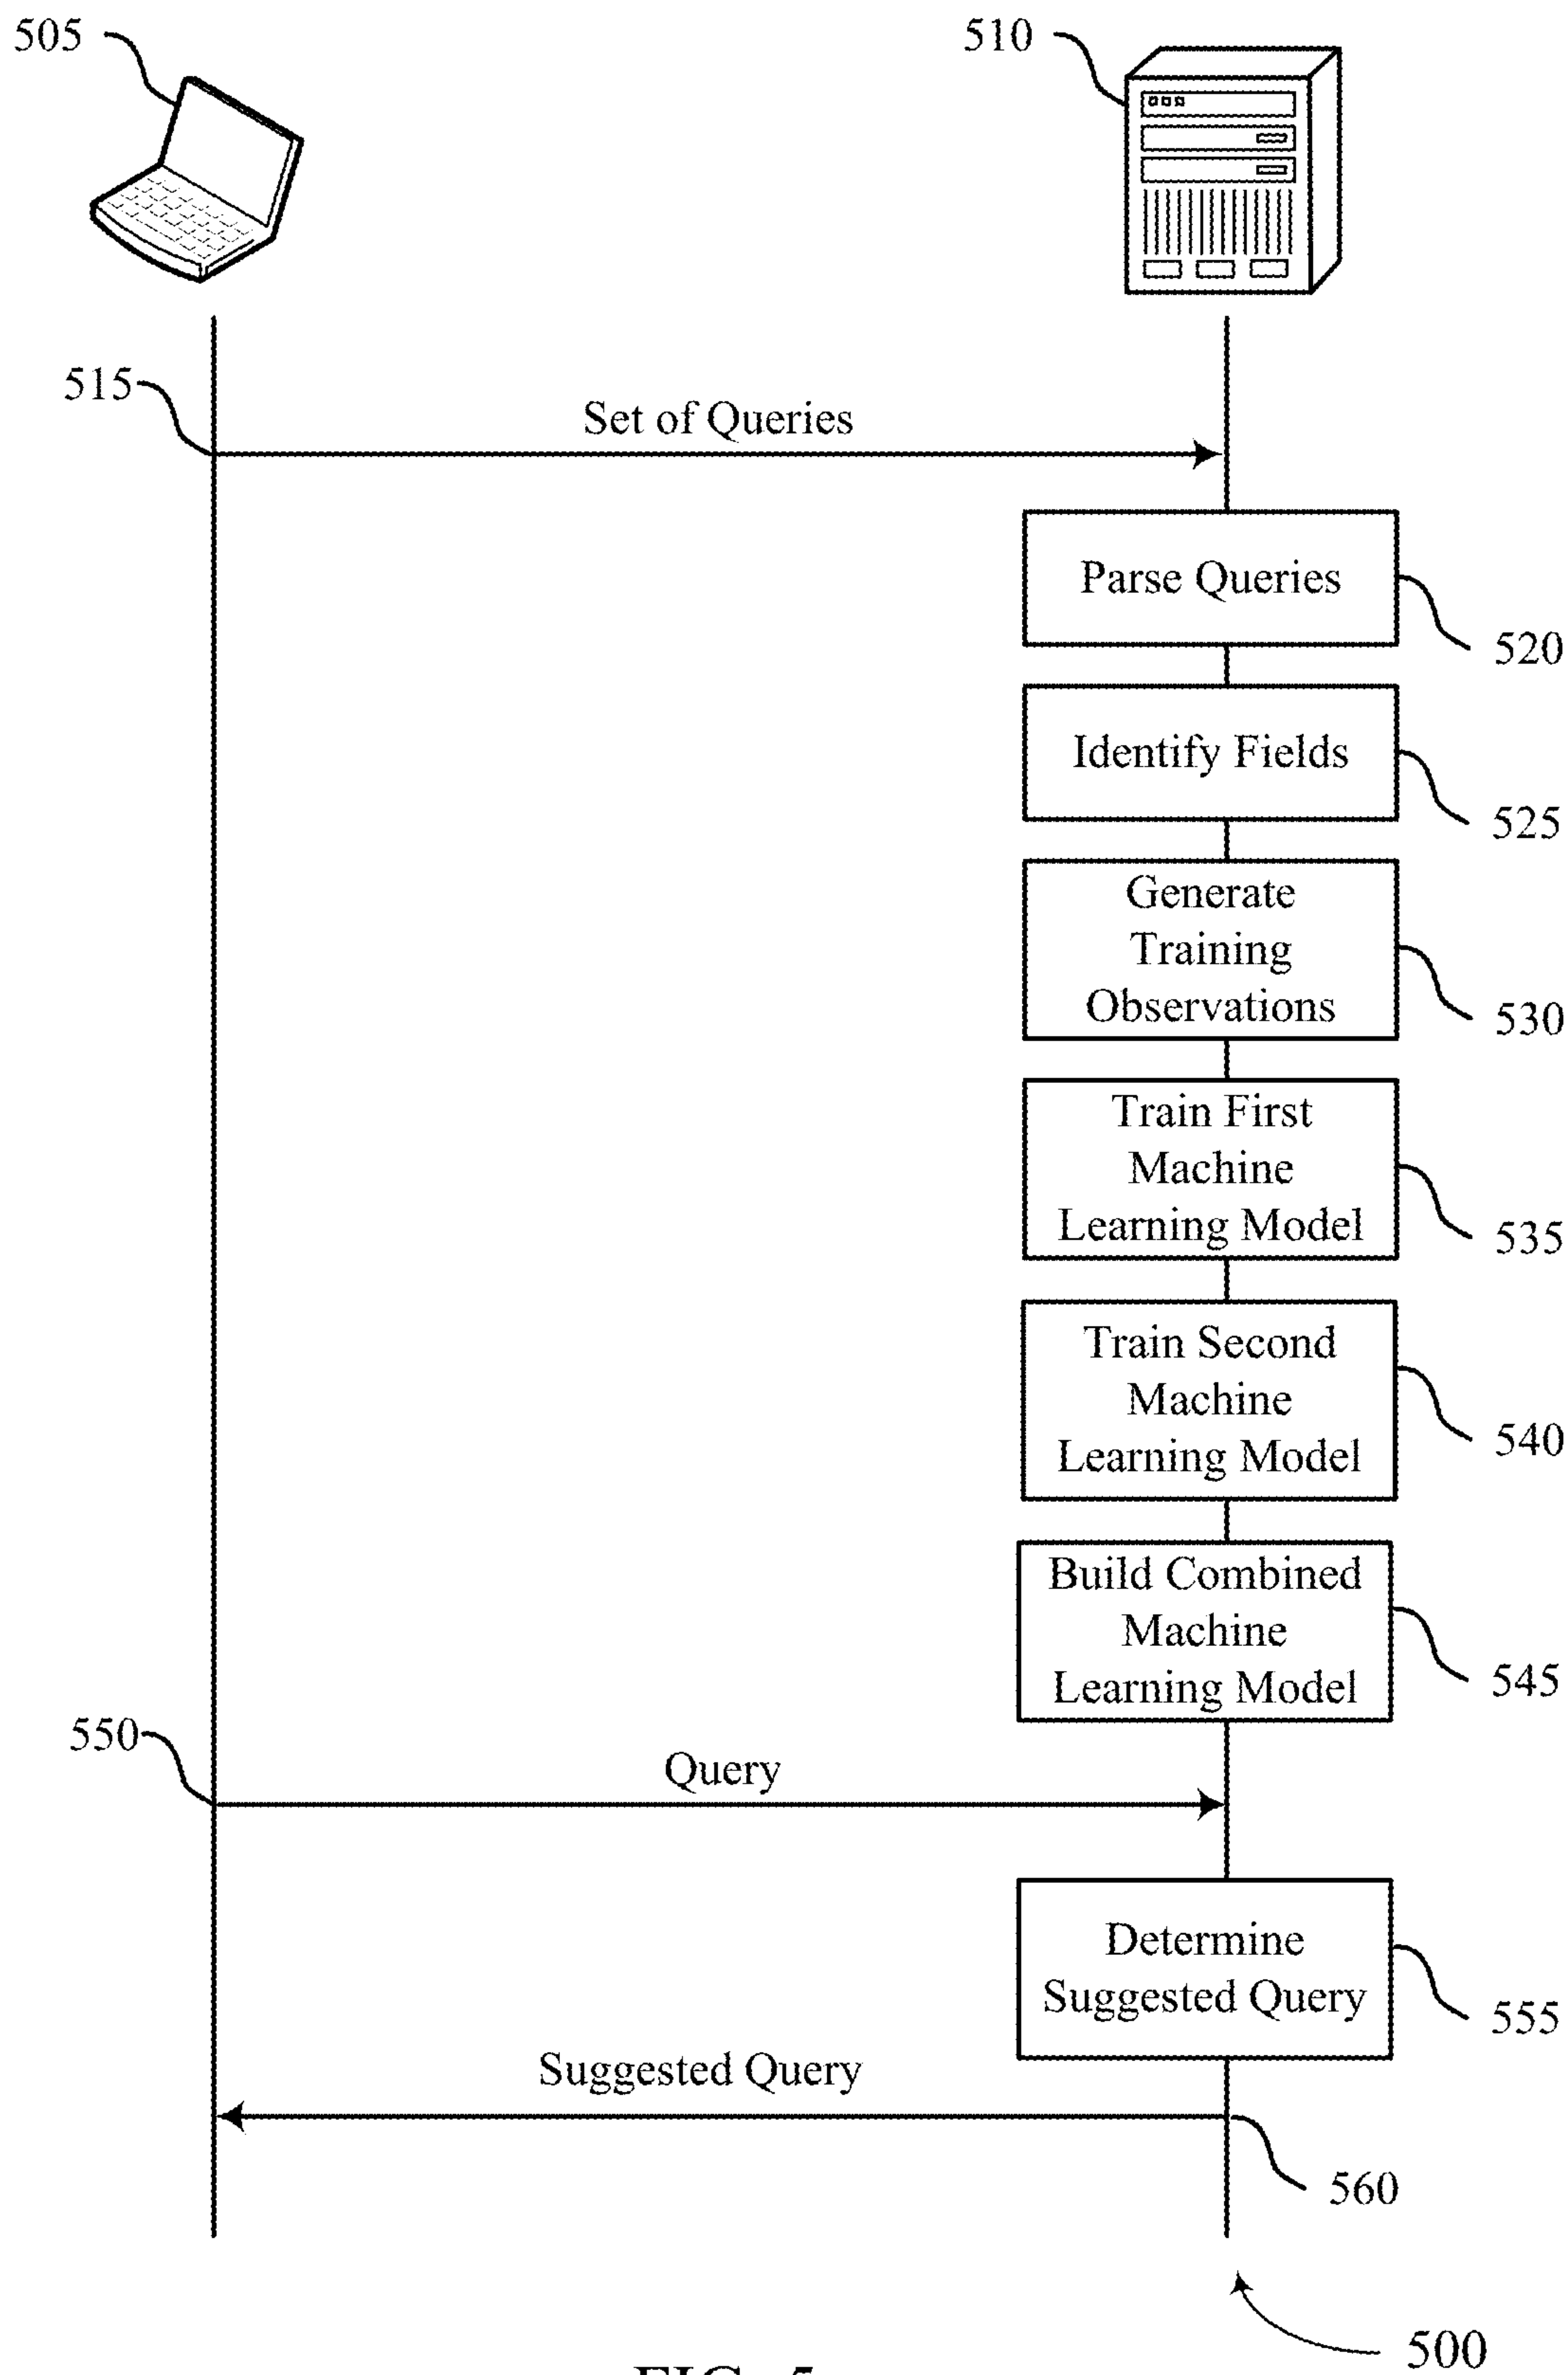 505
510
515
Set of Queries
Parse Queries
520
Identify Fields
525
Generate
Training
Observations
530
Train First
Machine
Learning Model
535
Train Second
Machine
Learning Model
540
Build Combined
Machine
Learning Model
545
550
Query
Determine
Suggested Query
555
Suggested Query
560
500
FIG. 5